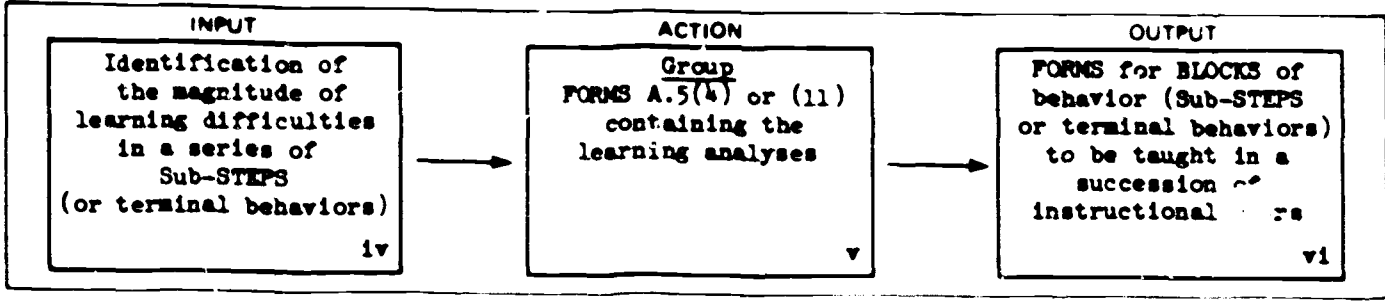 INPUT
Identification of
the magnitude of
learning difficulties
in a series of
Sub-STEPS
(or terminal behaviors)
iv
ACTION
Group
FORMS A.5(4) or (11)
containing the
learning analyses
v
OUTPUT
FORMS for BLOCKS of
behavior (Sub-STEPS
or terminal behaviors)
to be taught in a
succession
instructional
vi